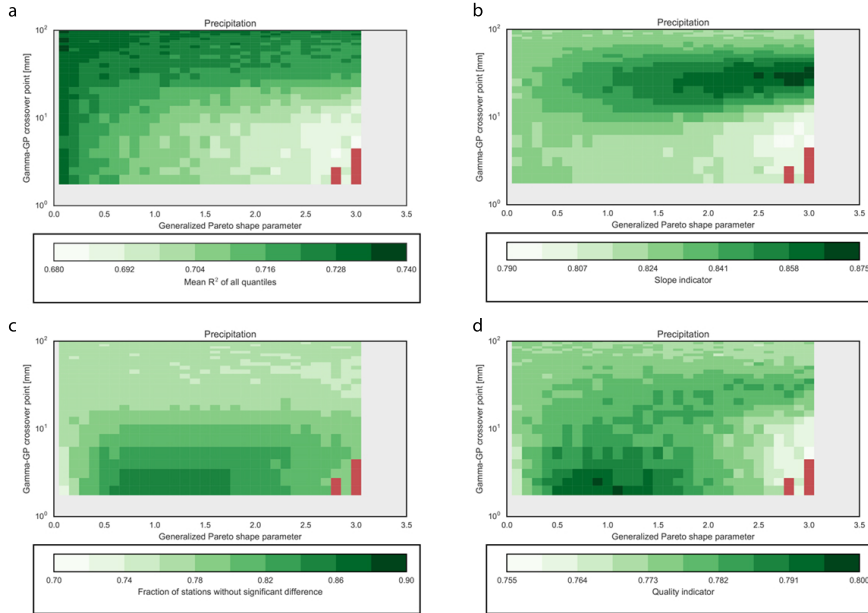 a
Precipitation
Gamma-GP crossover point [mm]
10²
10¹
10⁰
0.0 0.5 1.0 1.5 2.0 2.5 3.0 3.5
Generalized Pareto shape parameter
0.680 0.692 0.704 0.716 0.728 0.740
Mean R² of all quantiles
b
Precipitation
Gamma-GP crossover point [mm]
10²
10¹
10⁰
0.0 0.5 1.0 1.5 2.0 2.5 3.0 3.5
Generalized Pareto shape parameter
0.790 0.807 0.824 0.841 0.858 0.875
Slope indicator
c
Precipitation
Gamma-GP crossover point [mm]
10²
10¹
10⁰
0.0 0.5 1.0 1.5 2.0 2.5 3.0 3.5
Generalized Pareto shape parameter
0.70 0.74 0.78 0.82 0.86 0.90
Fraction of stations without significant difference
d
Precipitation
Gamma-GP crossover point [mm]
10²
10¹
10⁰
0.0 0.5 1.0 1.5 2.0 2.5 3.0 3.5
Generalized Pareto shape parameter
0.755 0.764 0.773 0.782 0.791 0.800
Quality indicator